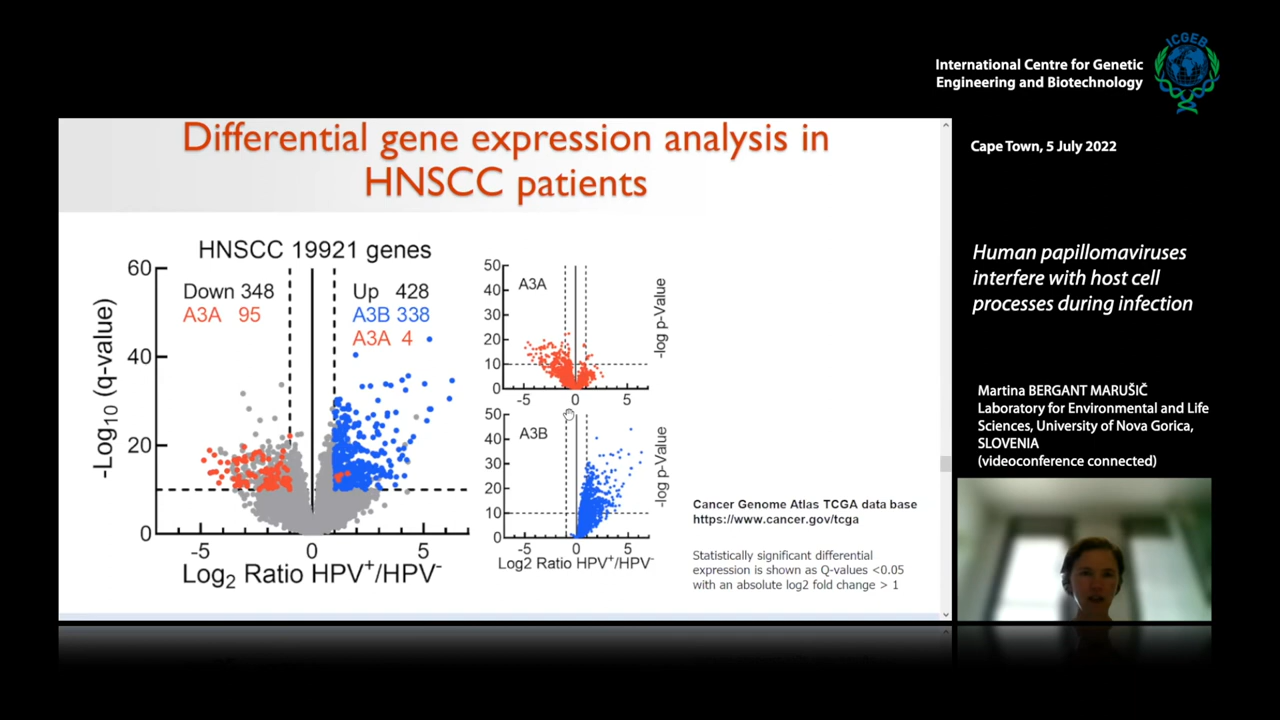 ICGEB
International Centre for Genetic
Engineering and Biotechnology
Cape Town, 5 July 2022
Differential gene expression analysis in
HNSCC patients
HNSCC 19921 genes
60
40
20
0
-Log10 (q-value)
Down 348
A3A 95
Up 428
A3B 338
A3A 4
-5 0 5
Log2 Ratio HPV+/HPV-
50
40
30
20
10
0
A3A
-log p-Value
-5 0 5
50
40
30
20
10
0
A3B
-log p-Value
-5 0 5
Log2 Ratio HPV+/HPV-
Cancer Genome Atlas TCGA data base
https://www.cancer.gov/tcga
Statistically significant differential
expression is shown as Q-values <0.05
with an absolute log2 fold change > 1
Human papillomaviruses
interfere with host cell
processes during infection
Martina BERGANT MARUŠIČ
Laboratory for Environmental and Life
Sciences, University of Nova Gorica,
SLOVENIA
(videoconference connected)